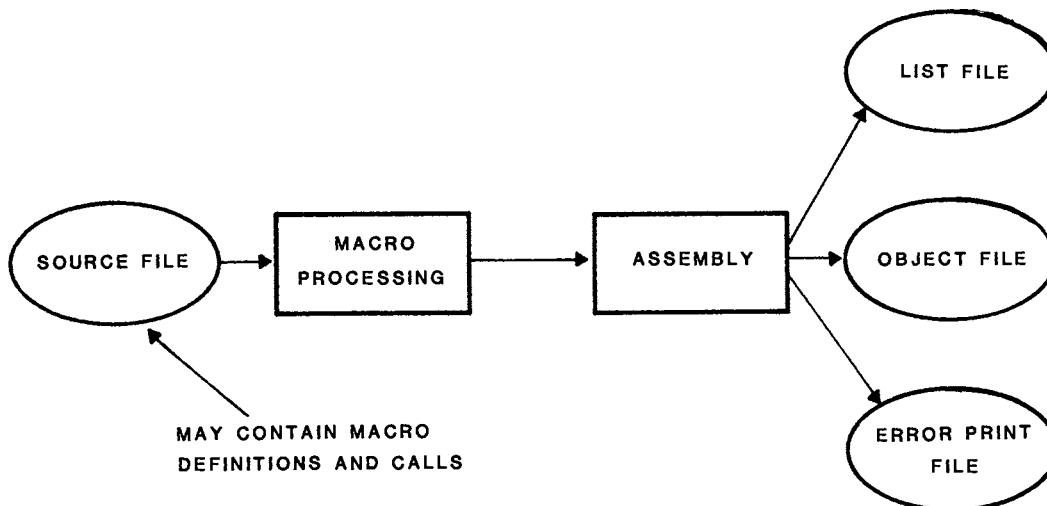 LIST FILE
SOURCE FILE
MACRO
PROCESSING
ASSEMBLY
OBJECT FILE
MAY CONTAIN MACRO
DEFINITIONS AND CALLS
ERROR PRINT
FILE